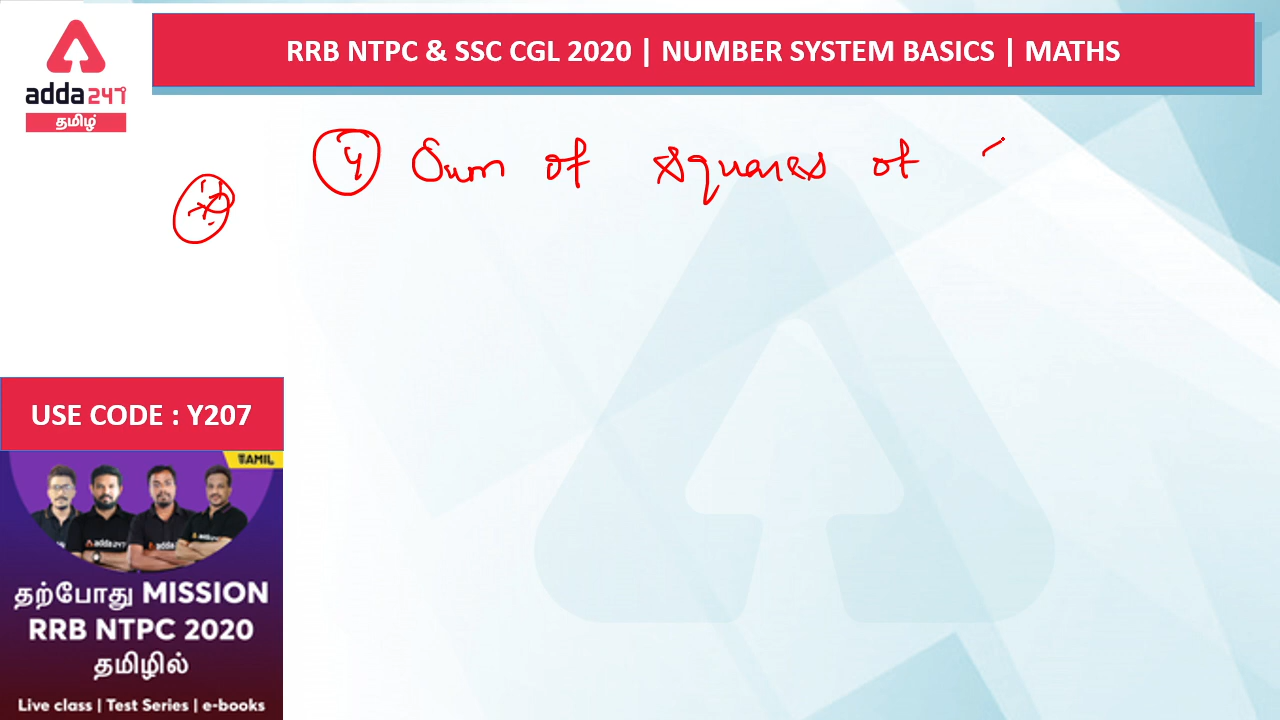 RRB NTPC & SSC CGL 2020 | NUMBER SYSTEM BASICS | MATHS
adda247
தமிழ்
4 Sum of squares of
USE CODE : Y207
TAMIL
தற்போது MISSION
RRB NTPC 2020
தமிழில்
Live class | Test Series | e-books